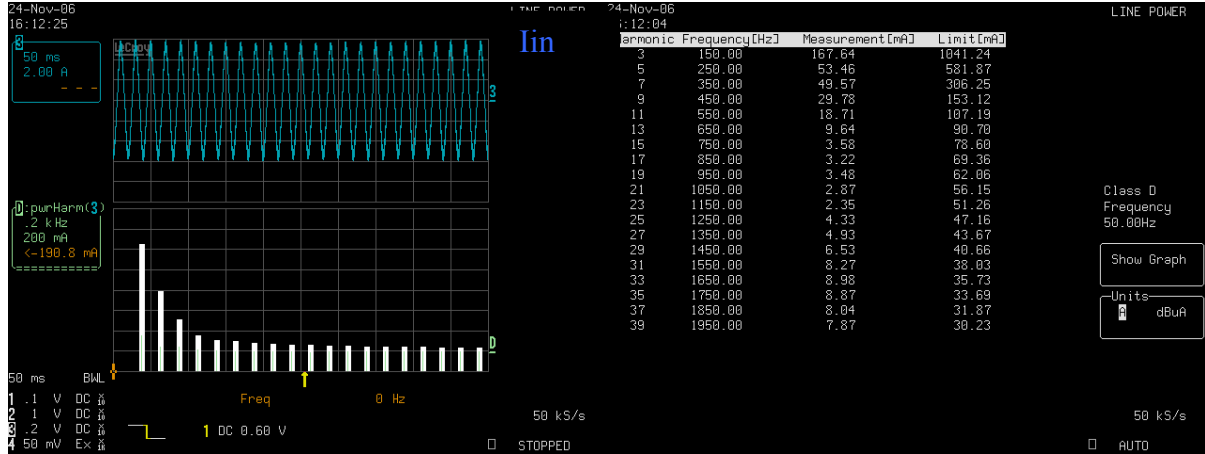 24-Nov-06
16:12:25
LINE POWER
Iin
3
50 ms
2.00 A
- - -
LeCroy
3
D:pwrHarm(3)
.2 kHz
200 mA
<-190.8 mA
D
50 ms BWL
1 .1 V DC
2 1 V DC
3 .2 V DC
4 50 mV Ex
Freq 0 Hz
1 DC 0.60 V
50 kS/s
STOPPED
24-Nov-06
:12:04
LINE POWER
armonic Frequency[Hz] Measurement[mA] Limit[mA]
3 150.00 167.64 1041.24
5 250.00 53.46 581.87
7 350.00 49.57 306.25
9 450.00 29.78 153.12
11 550.00 18.71 107.19
13 650.00 9.64 90.70
15 750.00 3.58 78.60
17 850.00 3.22 69.36
19 950.00 3.48 62.06
21 1050.00 2.87 56.15
23 1150.00 2.35 51.26
25 1250.00 4.33 47.16
27 1350.00 4.93 43.67
29 1450.00 6.53 40.66
31 1550.00 8.27 38.03
33 1650.00 8.98 35.73
35 1750.00 8.87 33.69
37 1850.00 8.04 31.87
39 1950.00 7.87 30.23
Class D
Frequency
50.00Hz
Show Graph
Units
A dBuA
50 kS/s
AUTO